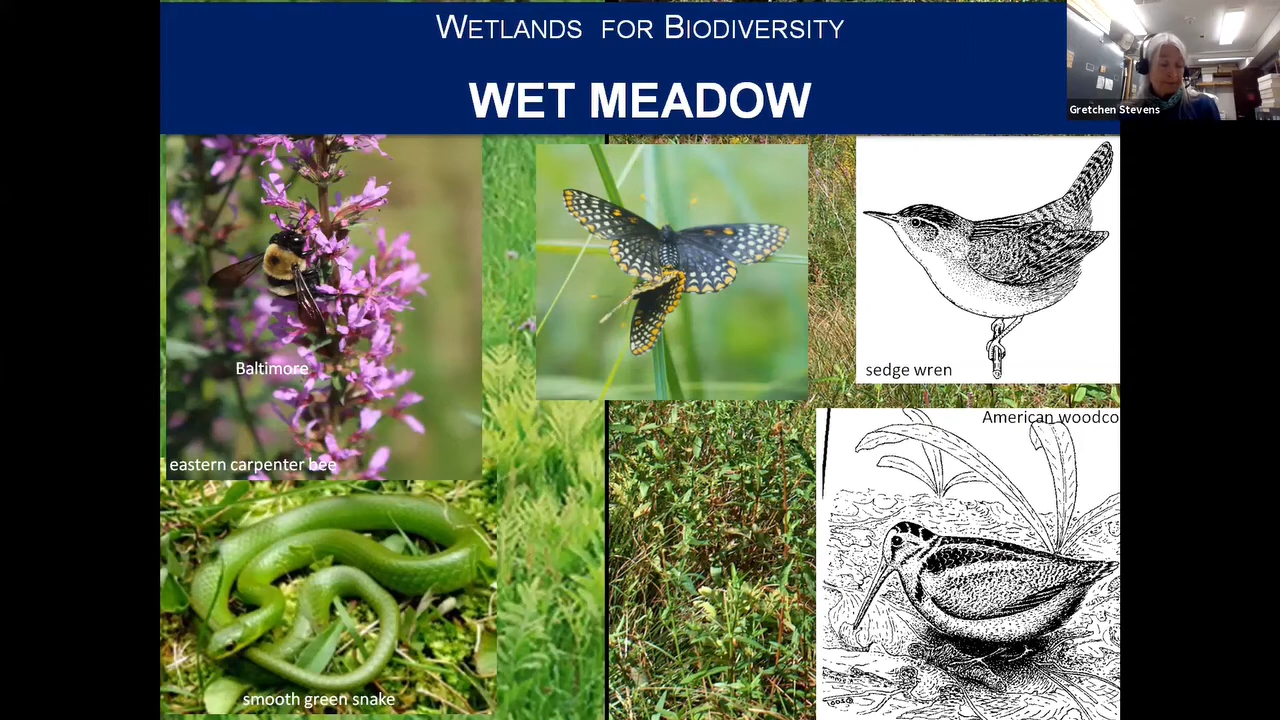 WETLANDS FOR BIODIVERSITY
WET MEADOW
Gretchen Stevens
Baltimore
sedge wren
American woodco
eastern carpenter bee
smooth green snake